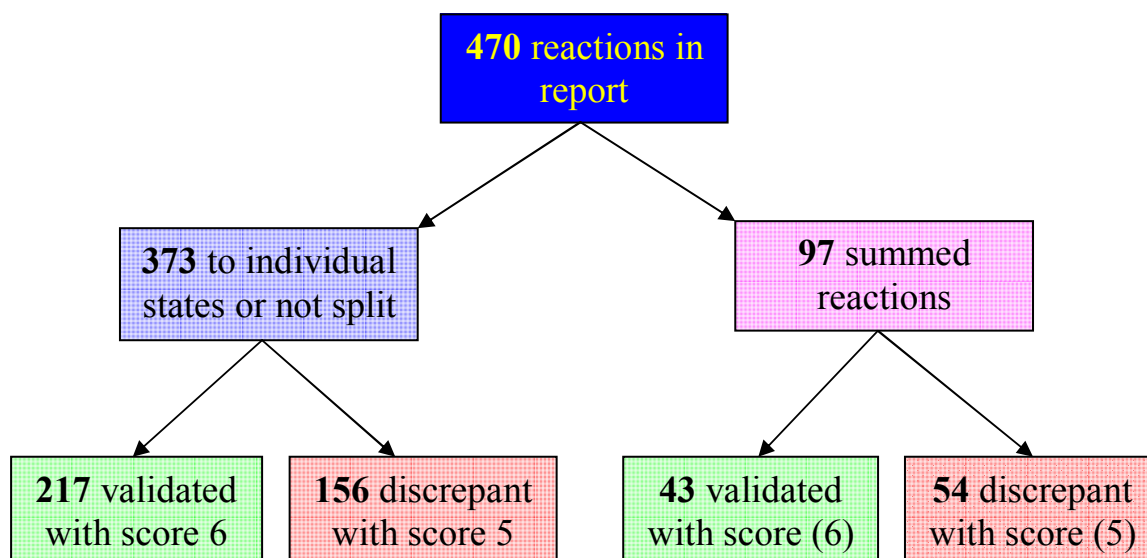 470 reactions in
report
373 to individual
states or not split
97 summed
reactions
217 validated
with score 6
156 discrepant
with score 5
43 validated
with score (6)
54 discrepant
with score (5)